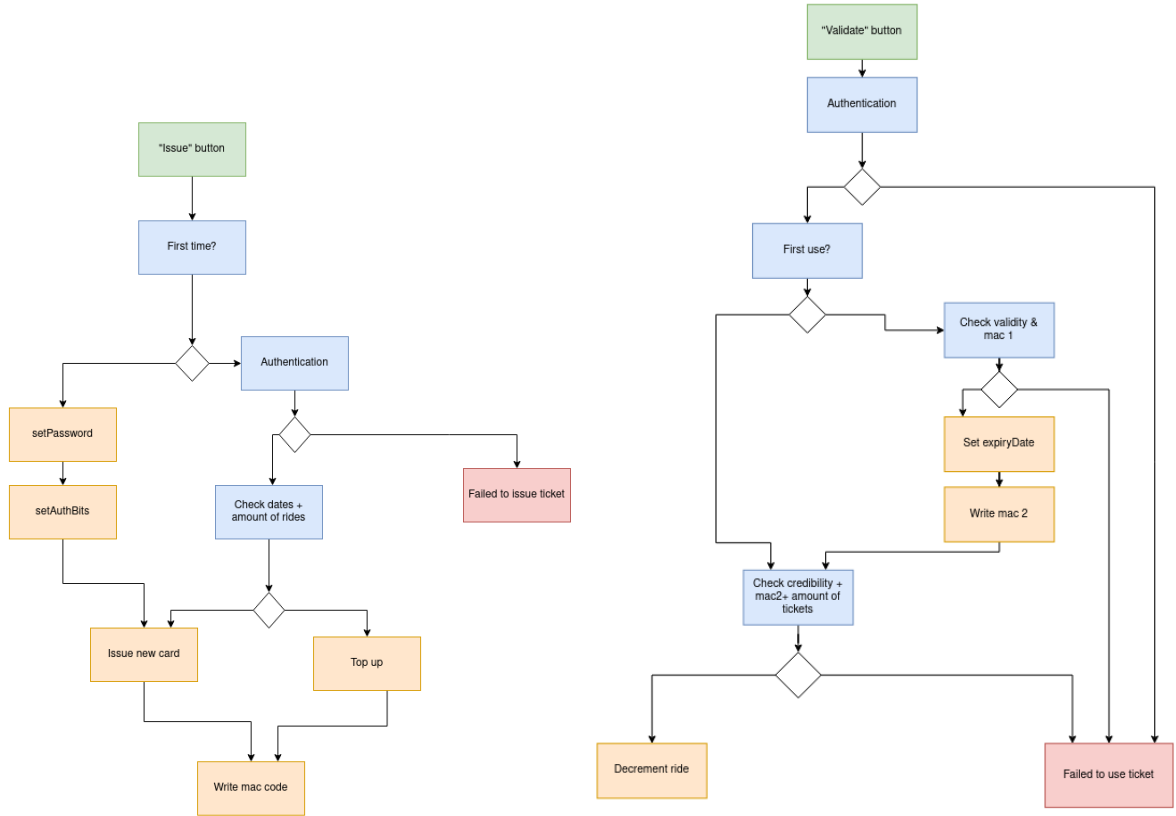 "Issue" button
First time?
Authentication
setPassword
setAuthBits
Failed to issue ticket
Check dates +
amount of rides
Issue new card
Top up
Write mac code
"Validate" button
Authentication
First use?
Check validity &
mac 1
Set expiryDate
Write mac 2
Check credibility +
mac2+ amount of
tickets
Decrement ride
Failed to use ticket